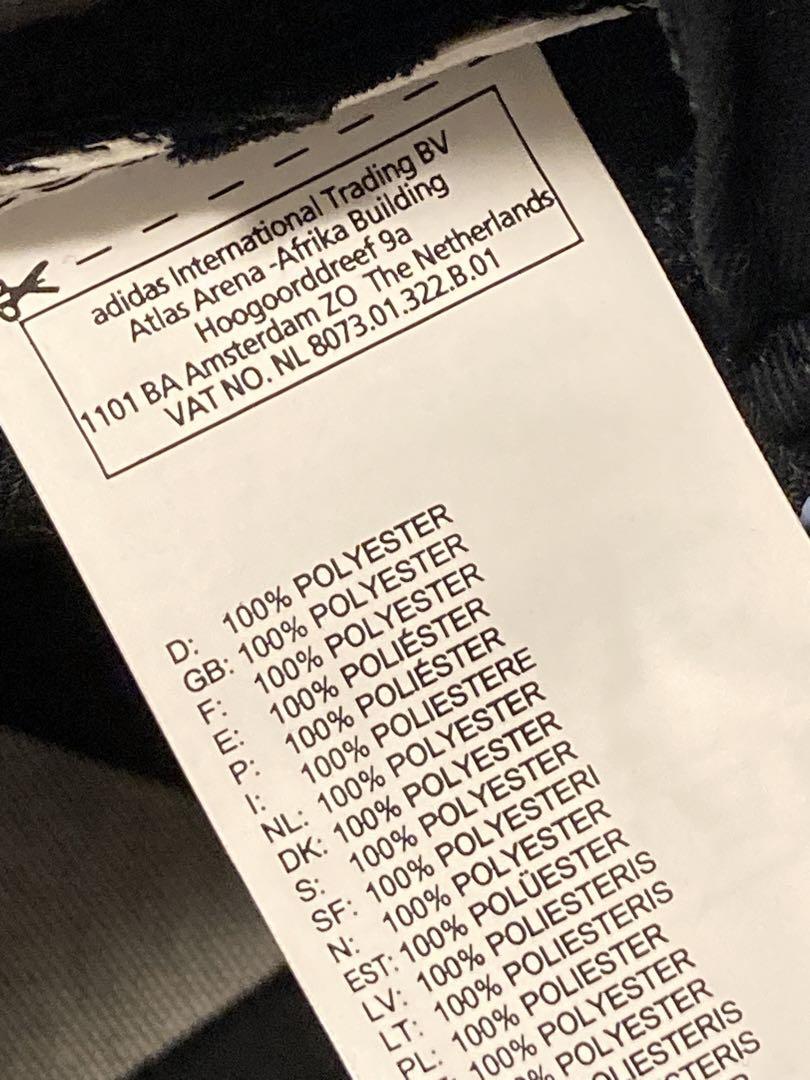 adidas International Trading BV
Atlas Arena -Afrika Building
Hoogoorddreef 9a
1101 BA Amsterdam ZO The Netherlands
VAT NO. NL 8073.01.322.B.01
D: 100% POLYESTER
GB: 100% POLYESTER
F: 100% POLYESTER
E: 100% POLIÉSTER
P: 100% POLIÉSTER
I: 100% POLIESTERE
NL: 100% POLYESTER
DK: 100% POLYESTER
S: 100% POLYESTER
SF: 100% POLYESTERI
N: 100% POLYESTER
EST: 100% POLÜESTER
LV: 100% POLIESTERIS
LT: 100% POLIESTERIS
PL: 100% POLIESTER
100% POLYESTER
POLYESTER